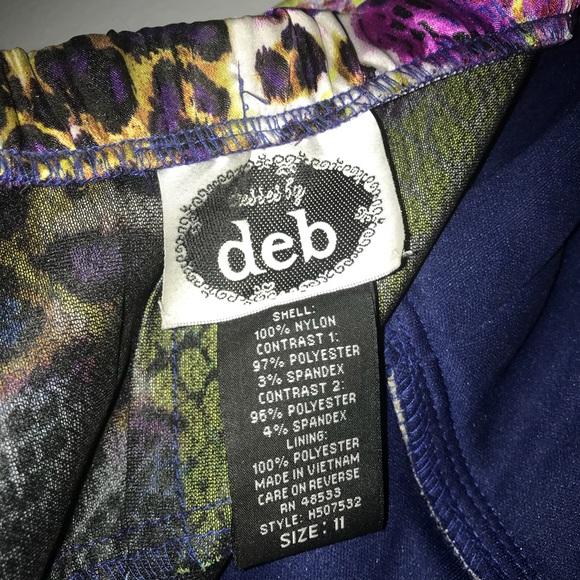 by
deb
SHELL:
100% NYLON
CONTRAST 1:
97% POLYESTER
3% SPANDEX
CONTRAST 2:
96% POLYESTER
4% SPANDEX
LINING:
100% POLYESTER
MADE IN VIETNAM
CARE ON REVERSE
RN 48533
STYLE: H507532
SIZE: 11